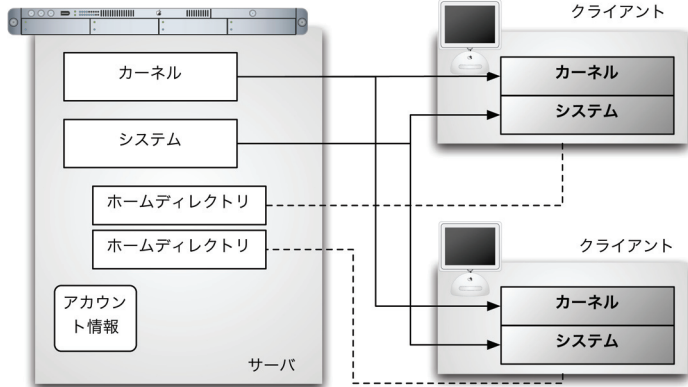 カーネル
システム
ホームディレクトリ
ホームディレクトリ
アカウン
ト情報
サーバ
クライアント
カーネル
システム
クライアント
カーネル
システム